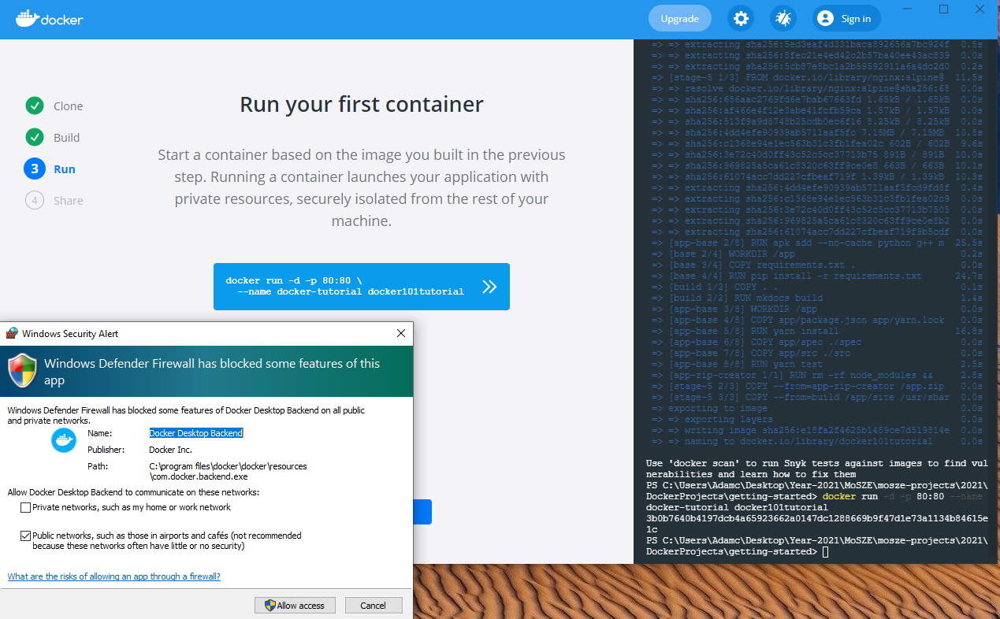 docker
Upgrade
Sign in
Clone
Build
3 Run
4 Share
Run your first container
Start a container based on the image you built in the previous
step. Running a container launches your application with
private resources, securely isolated from the rest of your
machine.
docker run -d -p 80:80 \
--name docker-tutorial docker101tutorial
Windows Security Alert
Windows Defender Firewall has blocked some features of this
app
Windows Defender Firewall has blocked some features of Docker Desktop Backend on all public
and private networks.
Name: Docker Desktop Backend
Publisher: Docker Inc.
Path: C:\program files\docker\docker\resources
\com.docker.backend.exe
Allow Docker Desktop Backend to communicate on these networks:
Private networks, such as my home or work network
Public networks, such as those in airports and cafés (not recommended
because these networks often have little or no security)
What are the risks of allowing an app through a firewall?
Allow access
Cancel
=> => extracting sha256:5ed3eaf4d331baca892656a7bc924f 0.5s
=> => extracting sha256:8fec21e4ed42c2b57ba40ee43ac839 0.0s
=> => extracting sha256:5cb87e8bc1a2b59592911a6a4dc2d0 0.2s
=> [stage-5 1/3] FROM docker.io/library/nginx:alpine@ 11.5s
=> => resolve docker.io/library/nginx:alpine@sha256:68 0.0s
=> => sha256:686aac2769fd6e7bab67663fd 1.65kB / 1.65kB 0.0s
=> => sha256:af466e4f12e3abe41fcfb59ca 1.57kB / 1.57kB 0.0s
=> => sha256:513f9a9d8748b25cdb0ec6f16 8.25kB / 8.25kB 0.0s
=> => sha256:4dd4efe90939ab5711aaf5fc 7.15MB / 7.15MB 10.8s
=> => sha256:c1368e94e1ec563b31c3fb1fea02c 602B / 602B 9.6s
=> => sha256:3e72c40d0ff43c52c5cc37713b75 891B / 891B 10.0s
=> => sha256:969825a5ca61c8320c63ff9ce0e8 663B / 663B 10.1s
=> => sha256:61074acc7dd227cfbeaf719f 1.39kB / 1.39kB 10.3s
=> => extracting sha256:4dd4efe90939ab5711aaf5fcd9fd8f 0.4s
=> => extracting sha256:c1368e94e1ec563b31c3fb1fea02c9 0.0s
=> => extracting sha256:3e72c40d0ff43c52c5cc37713b7505 0.0s
=> => extracting sha256:969825a5ca61c8320c63ff9ce0e8b2 0.0s
=> => extracting sha256:61074acc7dd227cfbeaf719f9b5cdf 0.0s
=> [app-base 2/8] RUN apk add --no-cache python g++ m 25.5s
=> [base 2/4] WORKDIR /app 0.2s
=> [base 3/4] COPY requirements.txt . 0.0s
=> [base 4/4] RUN pip install -r requirements.txt 24.7s
=> [build 1/2] COPY . . 0.1s
=> [build 2/2] RUN mkdocs build 1.4s
=> [app-base 3/8] WORKDIR /app 0.0s
=> [app-base 4/8] COPY app/package.json app/yarn.lock 0.0s
=> [app-base 5/8] RUN yarn install 16.8s
=> [app-base 6/8] COPY app/spec ./spec 0.0s
=> [app-base 7/8] COPY app/src ./src 0.0s
=> [app-base 8/8] RUN yarn test 2.5s
=> [app-zip-creator 1/1] RUN rm -rf node_modules && 2.8s
=> [stage-5 2/3] COPY --from=app-zip-creator /app.zip 0.0s
=> [stage-5 3/3] COPY --from=build /app/site /usr/shar 0.0s
=> exporting to image 0.0s
=> => exporting layers 0.0s
=> => writing image sha256:e18fa2f4625b1489ce7d519814e 0.0s
=> => naming to docker.io/library/docker101tutorial 0.0s
Use 'docker scan' to run Snyk tests against images to find vul
nerabilities and learn how to fix them
PS C:\Users\Adamc\Desktop\Year-2021\MoSZE\mosze-projects\2021\
DockerProjects\getting-started> docker run -d -p 80:80 --name
docker-tutorial docker101tutorial
3b0b7640b4197dcb4a65923662a0147dc1288669b9f47d1e73a1134b84615e
1c
PS C:\Users\Adamc\Desktop\Year-2021\MoSZE\mosze-projects\2021\
DockerProjects\getting-started>